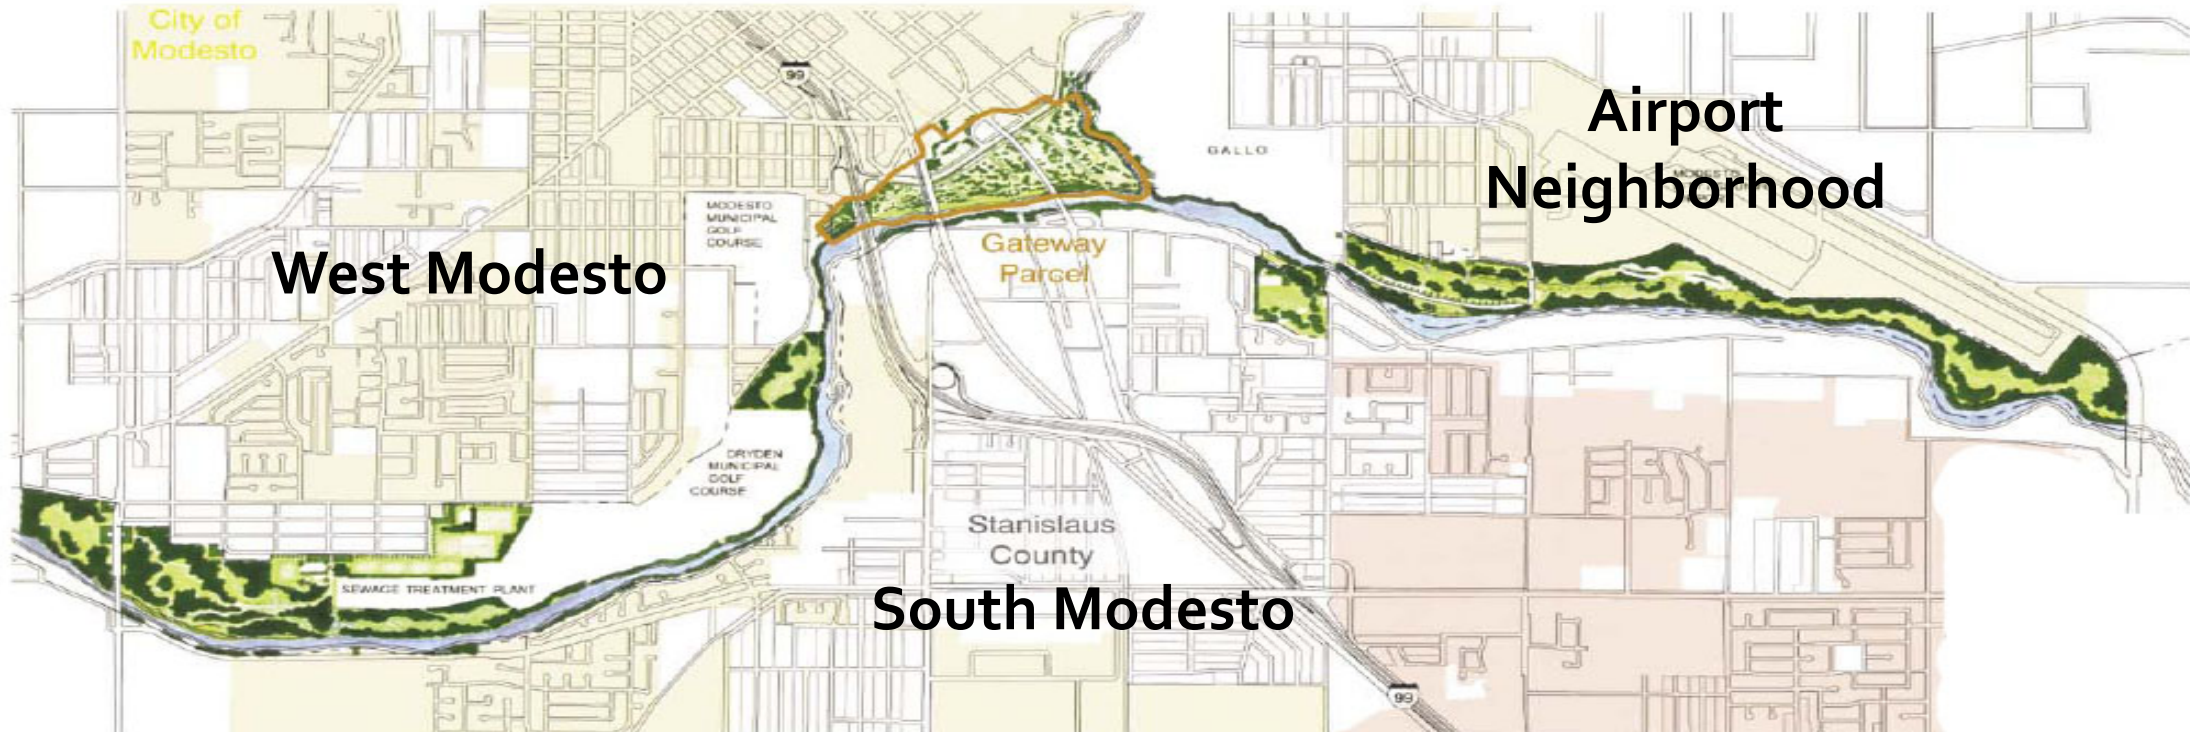 City of
Modesto
99
Airport
Neighborhood
GALLO
MODESTO
MODESTO
MUNICIPAL
GOLF
COURSE
West Modesto
Gateway
Parcel
DRYDEN
MUNICIPAL
GOLF
COURSE
Stanislaus
County
SEWAGE TREATMENT PLANT
South Modesto
99